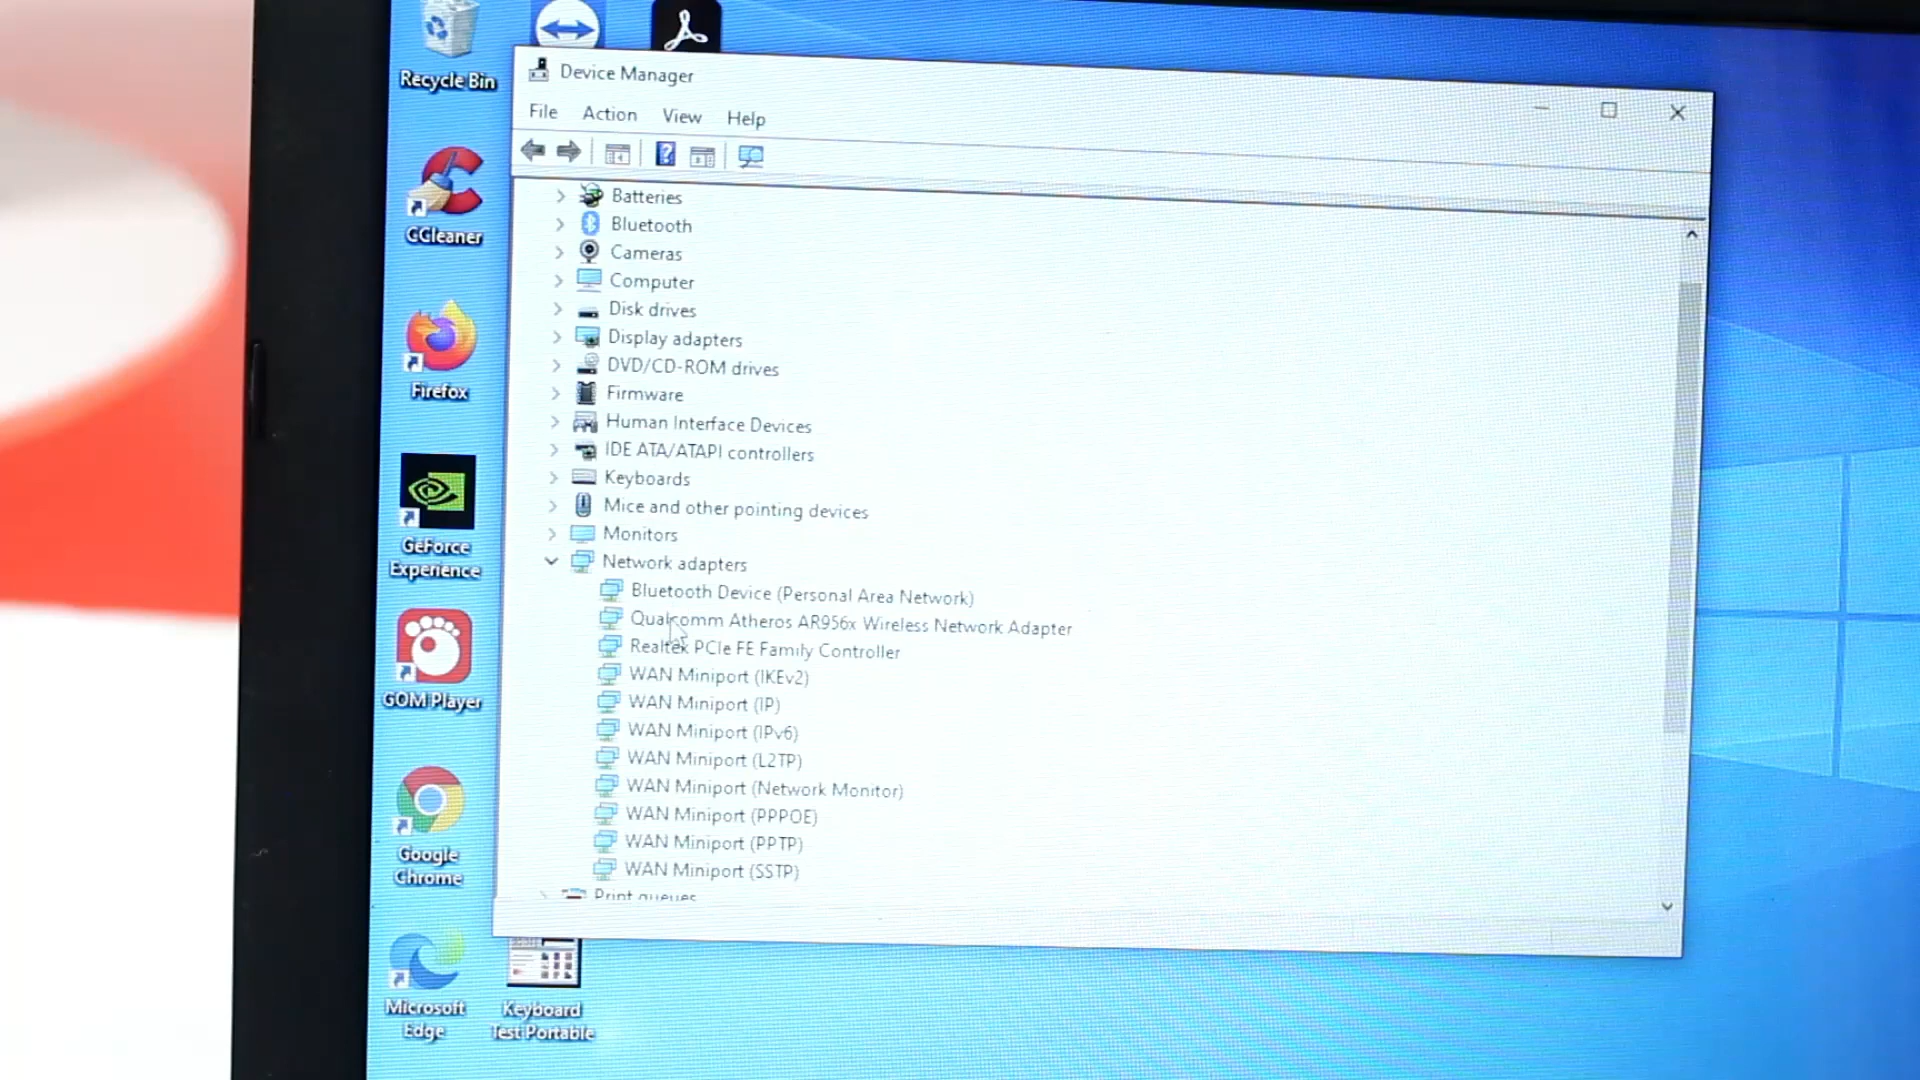 Recycle Bin
Device Manager
File Action View Help
Batteries
Bluetooth
Cameras
Computer
Disk drives
Display adapters
DVD/CD-ROM drives
Firmware
Human Interface Devices
IDE ATA/ATAPI controllers
Keyboards
Mice and other pointing devices
Monitors
Network adapters
Bluetooth Device (Personal Area Network)
Qualcomm Atheros AR956x Wireless Network Adapter
Realtek PCIe FE Family Controller
WAN Miniport (IKEv2)
WAN Miniport (IP)
WAN Miniport (IPv6)
WAN Miniport (L2TP)
WAN Miniport (Network Monitor)
WAN Miniport (PPPOE)
WAN Miniport (PPTP)
WAN Miniport (SSTP)
Print queues
CCleaner
Firefox
GeForce
Experience
GOM Player
Google
Chrome
Microsoft
Edge
Keyboard
Test Portable